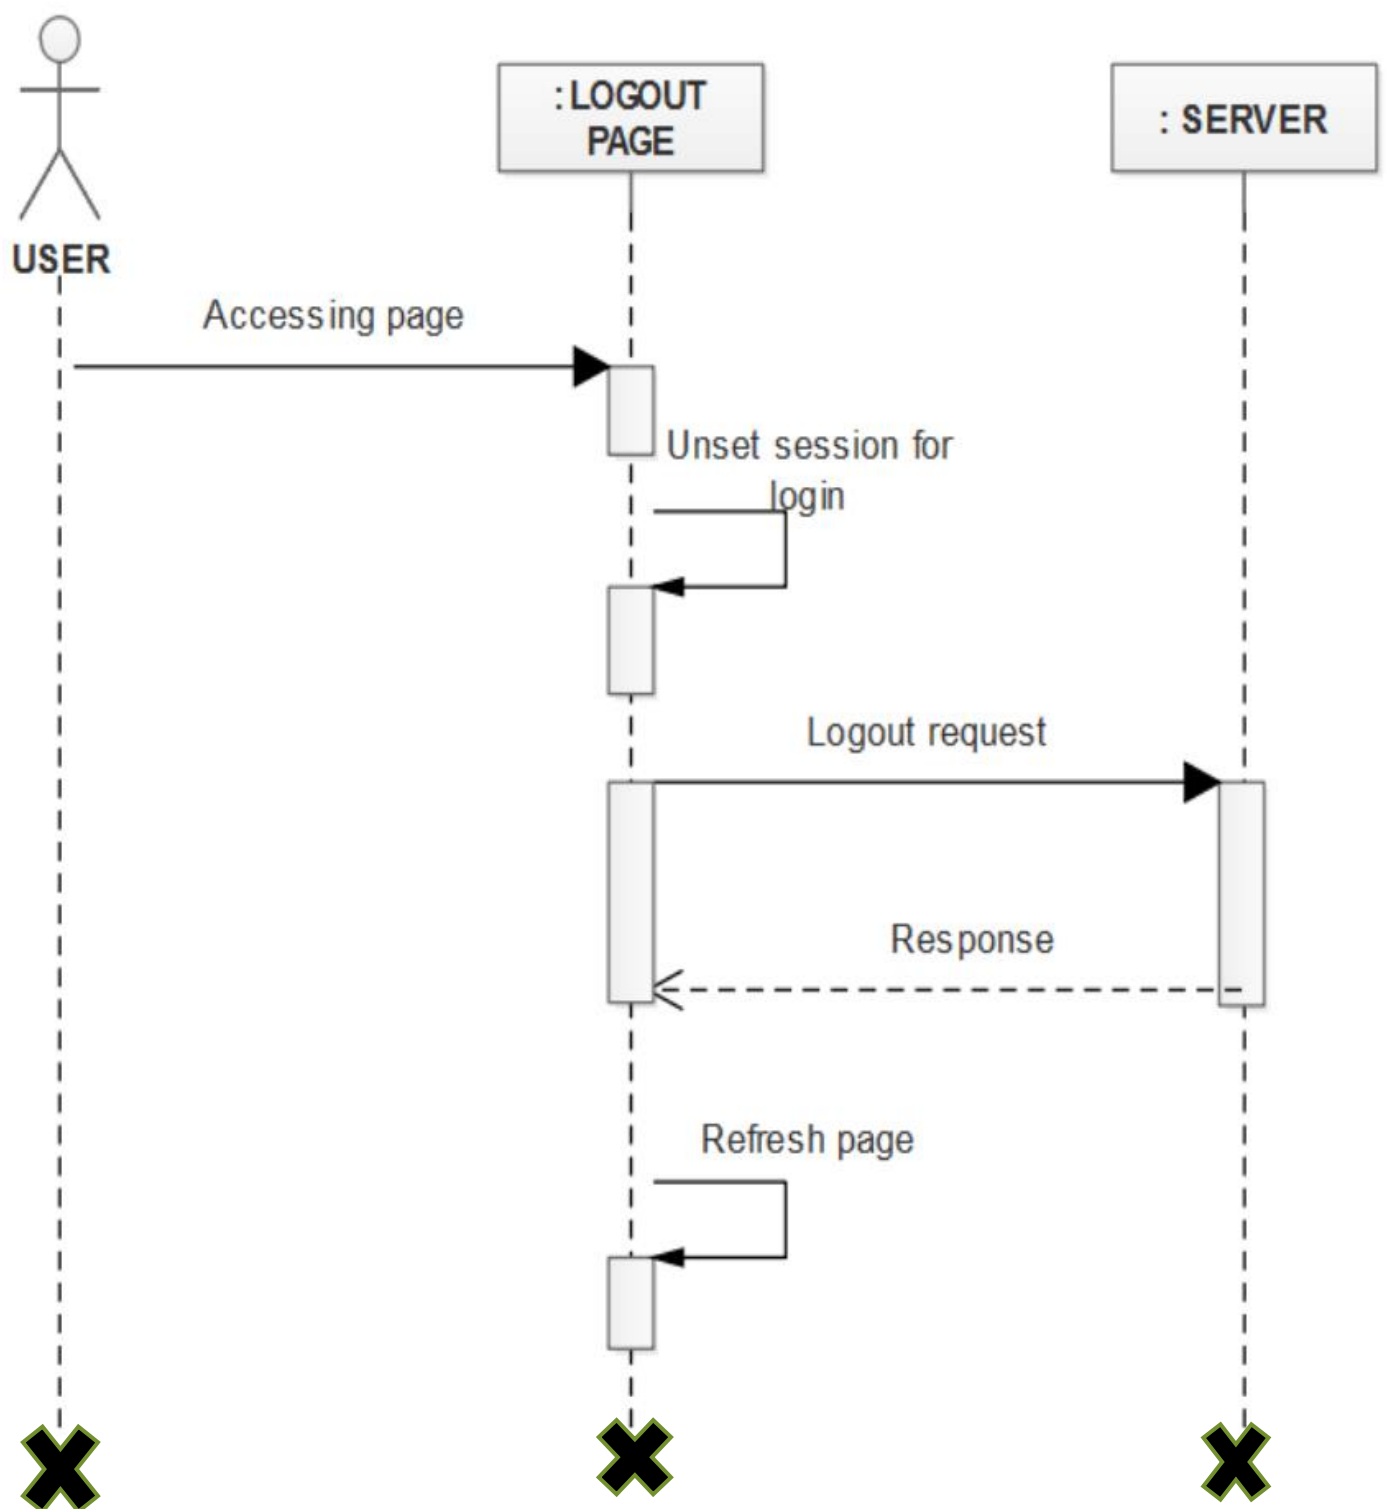 : LOGOUT
PAGE
: SERVER
USER
Accessing page
Unset session for
login
Logout request
Response
Refresh page